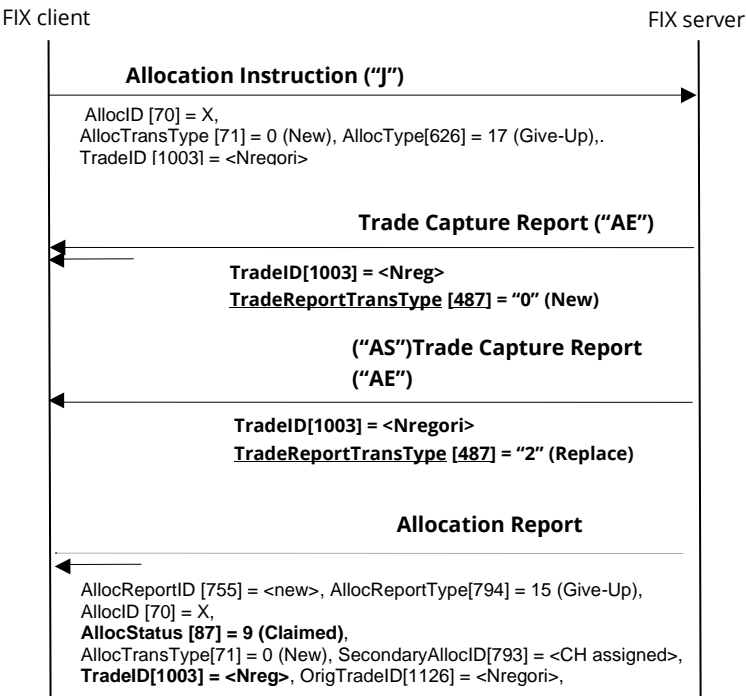 FIX client
FIX server
Allocation Instruction (“J”)
AllocID [70] = X,
AllocTransType [71] = 0 (New), AllocType[626] = 17 (Give-Up),.
TradeID [1003] = <Nregori>
Trade Capture Report (“AE”)
TradeID[1003] = <Nreg>
TradeReportTransType [487] = “0” (New)
(“AS”)Trade Capture Report
(“AE”)
TradeID[1003] = <Nregori>
TradeReportTransType [487] = “2” (Replace)
Allocation Report
AllocReportID [755] = <new>, AllocReportType[794] = 15 (Give-Up),
AllocID [70] = X,
AllocStatus [87] = 9 (Claimed),
AllocTransType[71] = 0 (New), SecondaryAllocID[793] = <CH assigned>,
TradeID[1003] = <Nreg>, OrigTradeID[1126] = <Nregori>,